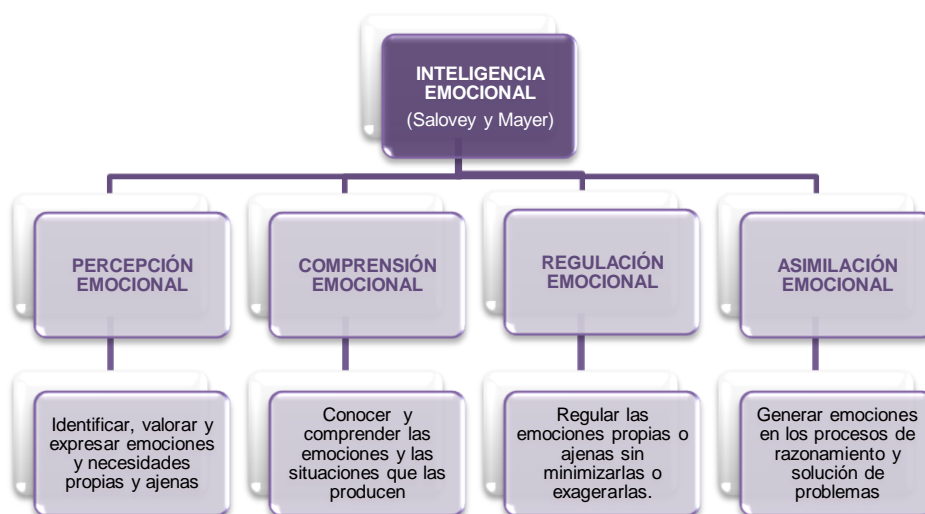 INTELIGENCIA
EMOCIONAL
(Salovey y Mayer)
PERCEPCIÓN
EMOCIONAL
COMPRENSIÓN
EMOCIONAL
REGULACIÓN
EMOCIONAL
ASIMILACIÓN
EMOCIONAL
Identificar, valorar y
expresar emociones
y necesidades
propias y ajenas
Conocer y
comprender las
emociones y las
situaciones que las
producen
Regular las
emociones propias o
ajenas sin
minimizarlas o
exagerarlas.
Generar emociones
en los procesos de
razonamiento y
solución de
problemas